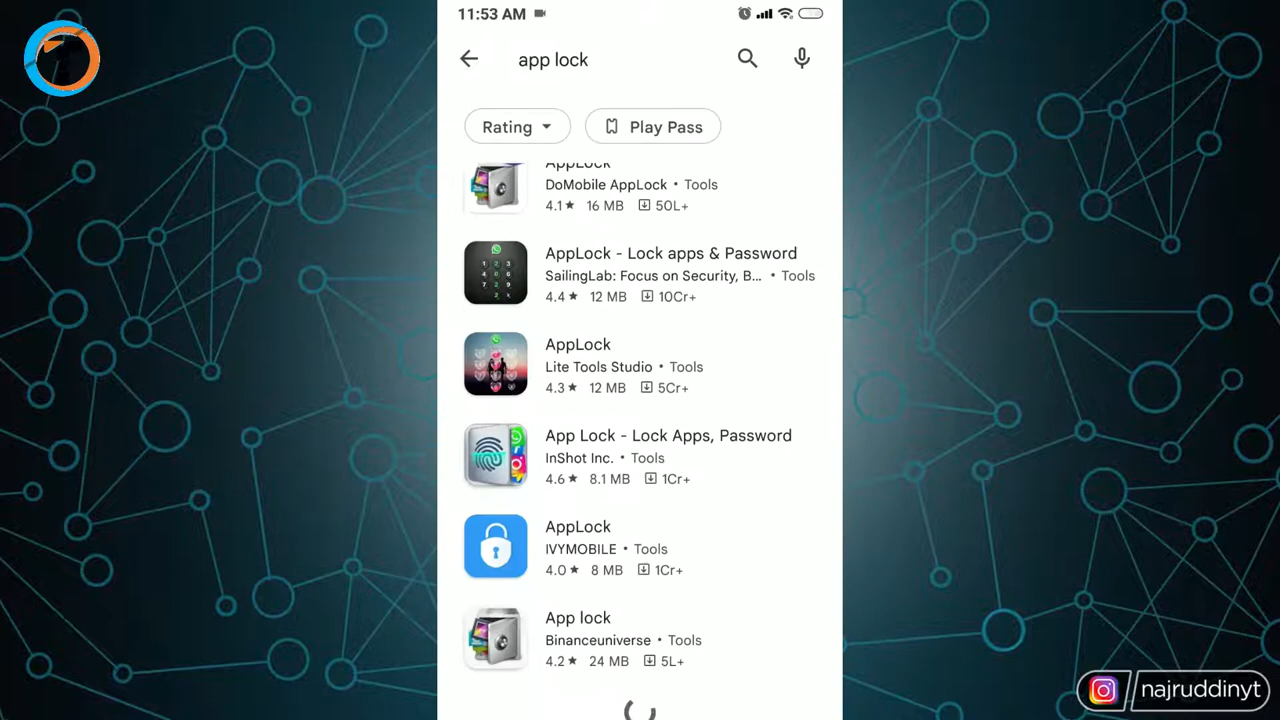 11:53 AM
app lock
Rating
Play Pass
AppLock
DoMobile AppLock • Tools
4.1★ 16 MB 50L+
AppLock - Lock apps & Password
SailingLab: Focus on Security, B... • Tools
4.4★ 12 MB 10Cr+
AppLock
Lite Tools Studio • Tools
4.3★ 12 MB 5Cr+
App Lock - Lock Apps, Password
InShot Inc. • Tools
4.6★ 8.1 MB 1Cr+
AppLock
IVYMOBILE • Tools
4.0★ 8 MB 1Cr+
App lock
Binanceuniverse • Tools
4.2★ 24 MB 5L+
najruddinyt